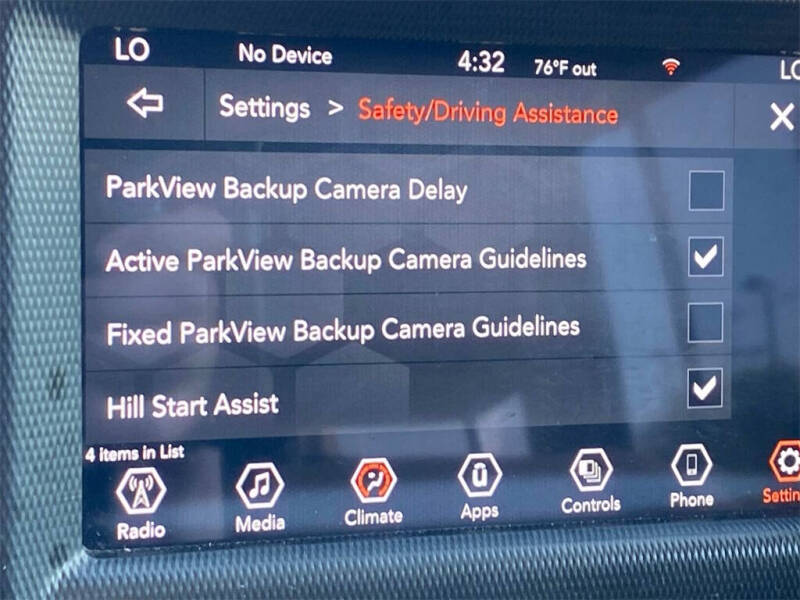 LO No Device 4:32 76°F out LO
Settings > Safety/Driving Assistance
ParkView Backup Camera Delay
Active ParkView Backup Camera Guidelines
Fixed ParkView Backup Camera Guidelines
Hill Start Assist
4 items in List
Radio Media Climate Apps Controls Phone Settin